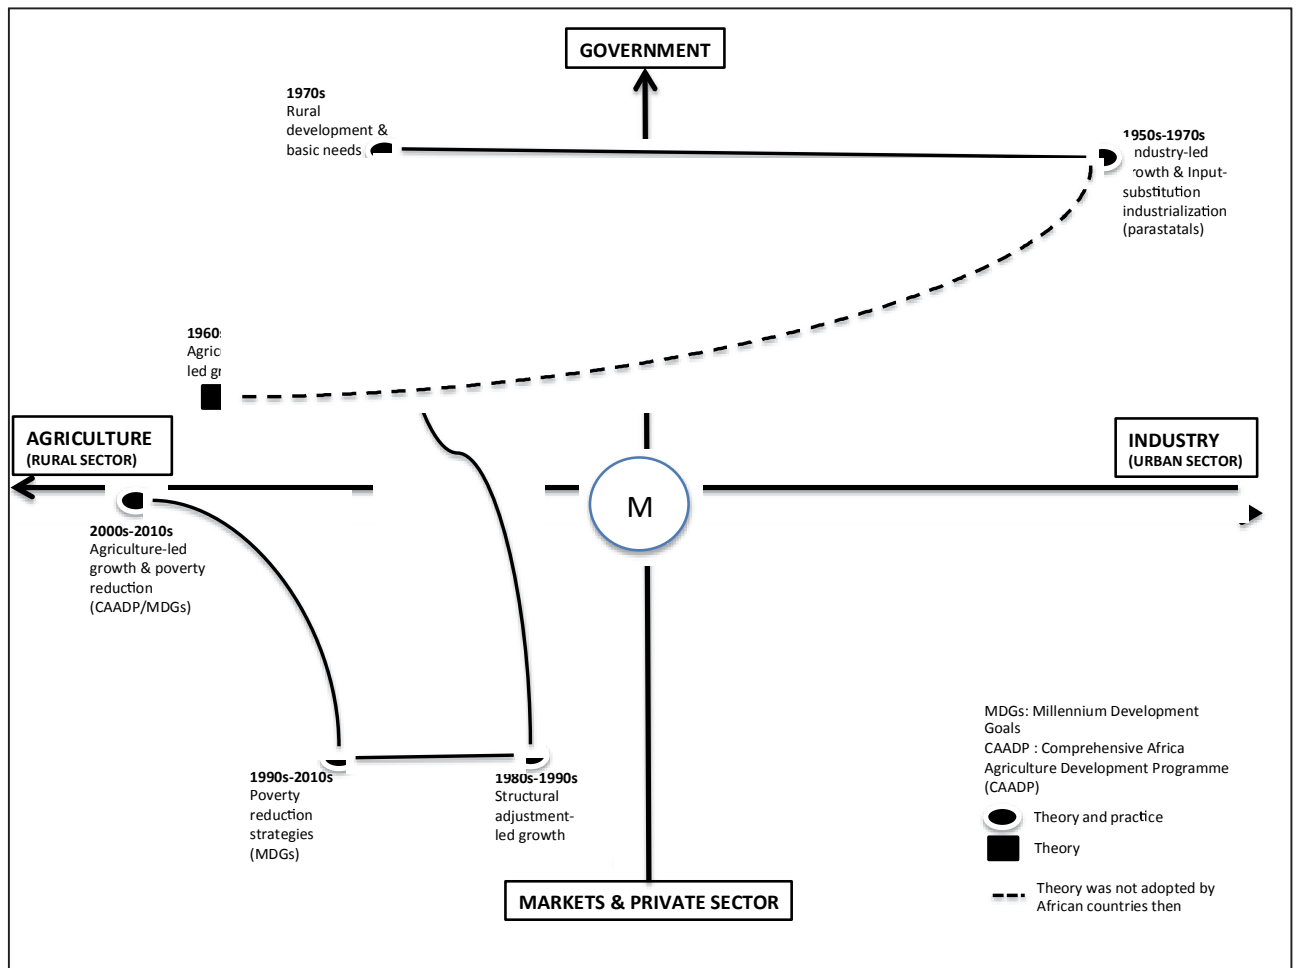 GOVERNMENT
1970s
Rural
development &
basic needs
1950s-1970s
ndustry-led
rowth & Input-
substitution
industrialization
(parastatals)
1960
Agric
led gr
AGRICULTURE
(RURAL SECTOR)
INDUSTRY
(URBAN SECTOR)
M
2000s-2010s
Agriculture-led
growth & poverty
reduction
(CAADP/MDGs)
1990s-2010s
Poverty
reduction
strategies
(MDGs)
1980s-1990s
Structural
adjustment-
led growth
MDGs: Millennium Development
Goals
CAADP : Comprehensive Africa
Agriculture Development Programme
(CAADP)
Theory and practice
Theory
Theory was not adopted by
African countries then
MARKETS & PRIVATE SECTOR